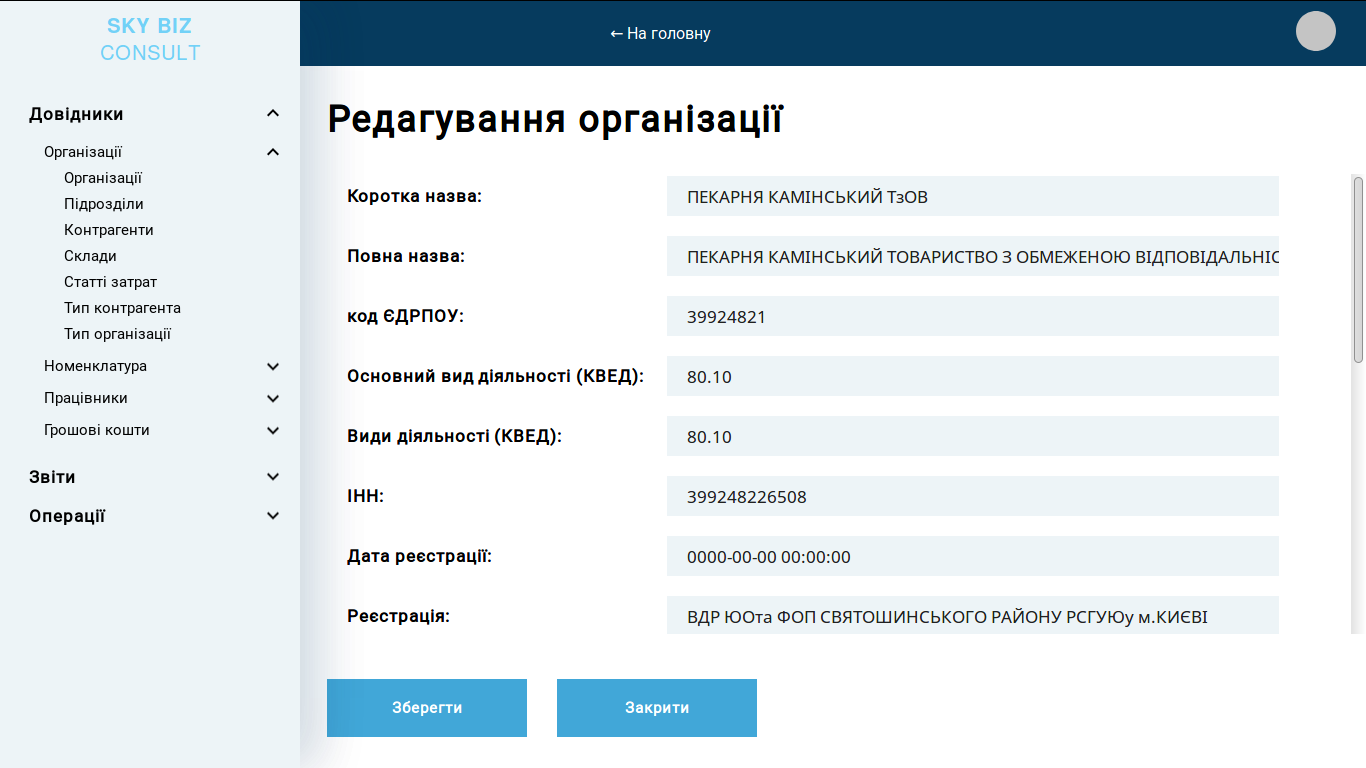 SKY BIZ
CONSULT
← На головну
Довідники
Організації
Організації
Підрозділи
Контрагенти
Склади
Статті затрат
Тип контрагента
Тип організації
Номенклатура
Працівники
Грошові кошти
Звіти
Операції
Редагування організації
Коротка назва: ПЕКАРНЯ КАМІНСЬКИЙ ТзОВ
Повна назва: ПЕКАРНЯ КАМІНСЬКИЙ ТОВАРИСТВО З ОБМЕЖЕНОЮ ВІДПОВІДАЛЬНІС
код ЄДРПОУ: 39924821
Основний вид діяльності (КВЕД): 80.10
Види діяльності (КВЕД): 80.10
ІНН: 399248226508
Дата реєстрації: 0000-00-00 00:00:00
Реєстрація: ВДР ЮОта ФОП СВЯТОШИНСЬКОГО РАЙОНУ РСГУЮу м.КИЄВІ
Зберегти
Закрити